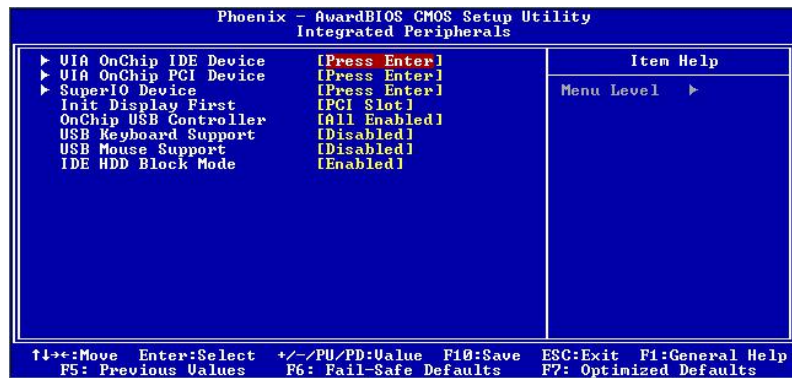 Phoenix - AwardBIOS CMOS Setup Utility
Integrated Peripherals
► VIA OnChip IDE Device [Press Enter]
► VIA OnChip PCI Device [Press Enter]
► SuperIO Device [Press Enter]
Init Display First [PCI Slot]
OnChip USB Controller [All Enabled]
USB Keyboard Support [Disabled]
USB Mouse Support [Disabled]
IDE HDD Block Mode [Enabled]
Item Help
Menu Level ►
↑↓→←:Move Enter:Select +/-/PU/PD:Value F10:Save ESC:Exit F1:General Help
F5: Previous Values F6: Fail-Safe Defaults F7: Optimized Defaults